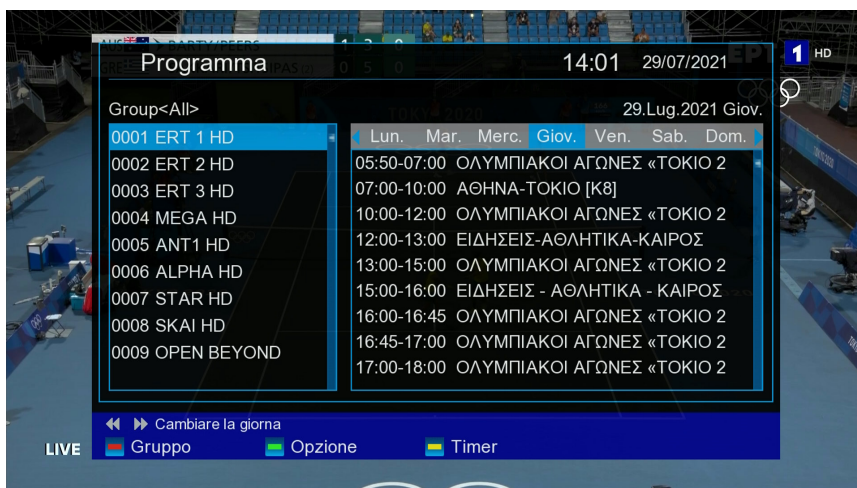 Programma 14:01 29/07/2021
1 HD
Group<All> 29.Lug.2021 Giov.
Lun. Mar. Merc. Giov. Ven. Sab. Dom.
0001 ERT 1 HD
0002 ERT 2 HD
0003 ERT 3 HD
0004 MEGA HD
0005 ANT1 HD
0006 ALPHA HD
0007 STAR HD
0008 SKAI HD
0009 OPEN BEYOND
05:50-07:00 ΟΛΥΜΠΙΑΚΟΙ ΑΓΩΝΕΣ «ΤΟΚΙΟ 2
07:00-10:00 ΑΘΗΝΑ-ΤΟΚΙΟ [Κ8]
10:00-12:00 ΟΛΥΜΠΙΑΚΟΙ ΑΓΩΝΕΣ «ΤΟΚΙΟ 2
12:00-13:00 ΕΙΔΗΣΕΙΣ-ΑΘΛΗΤΙΚΑ-ΚΑΙΡΟΣ
13:00-15:00 ΟΛΥΜΠΙΑΚΟΙ ΑΓΩΝΕΣ «ΤΟΚΙΟ 2
15:00-16:00 ΕΙΔΗΣΕΙΣ - ΑΘΛΗΤΙΚΑ - ΚΑΙΡΟΣ
16:00-16:45 ΟΛΥΜΠΙΑΚΟΙ ΑΓΩΝΕΣ «ΤΟΚΙΟ 2
16:45-17:00 ΟΛΥΜΠΙΑΚΟΙ ΑΓΩΝΕΣ «ΤΟΚΙΟ 2
17:00-18:00 ΟΛΥΜΠΙΑΚΟΙ ΑΓΩΝΕΣ «ΤΟΚΙΟ 2
Cambiare la giorna
LIVE
Gruppo Opzione Timer